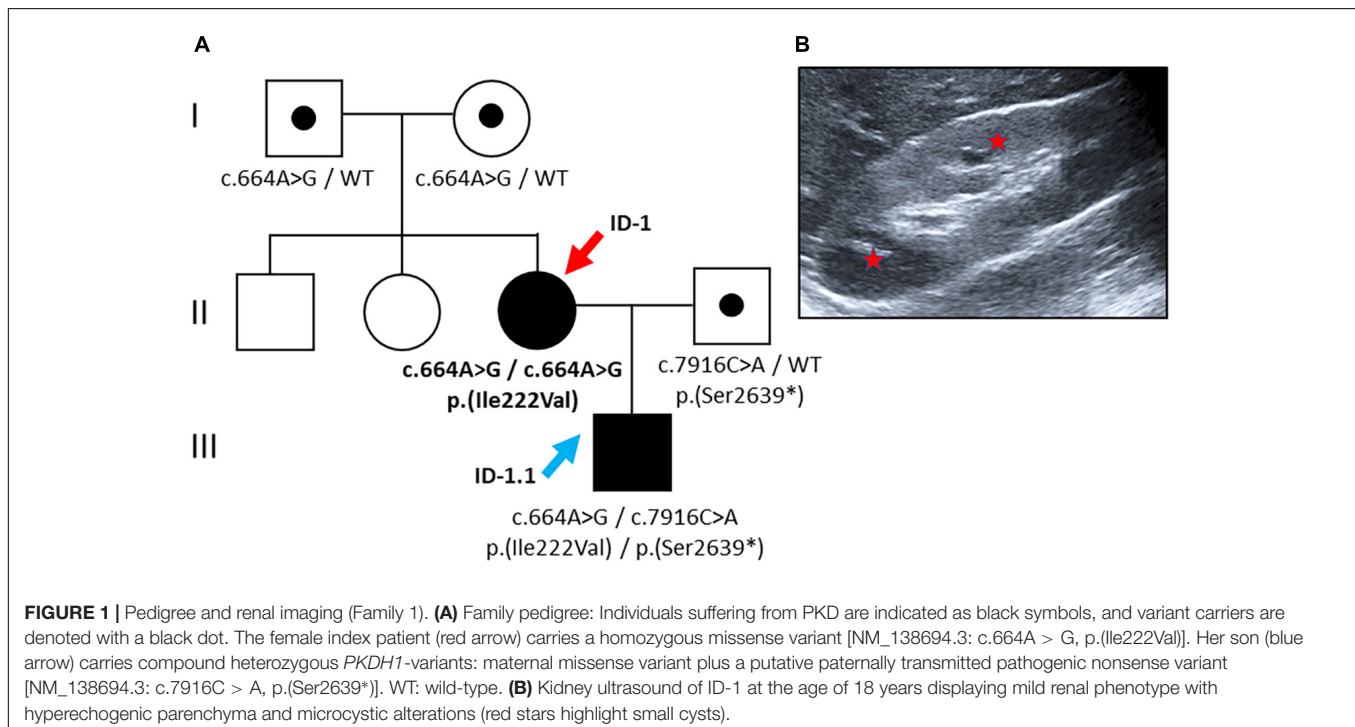 A
B
I
c.664A>G / WT
c.664A>G / WT
ID-1
II
c.664A>G / c.664A>G
p.(Ile222Val)
c.7916C>A / WT
p.(Ser2639*)
III
ID-1.1
c.664A>G / c.7916C>A
p.(Ile222Val) / p.(Ser2639*)
FIGURE 1 | Pedigree and renal imaging (Family 1). (A) Family pedigree: Individuals suffering from PKD are indicated as black symbols, and variant carriers are
denoted with a black dot. The female index patient (red arrow) carries a homozygous missense variant [NM_138694.3: c.664A > G, p.(Ile222Val)]. Her son (blue
arrow) carries compound heterozygous PKDH1-variants: maternal missense variant plus a putative paternally transmitted pathogenic nonsense variant
[NM_138694.3: c.7916C > A, p.(Ser2639*)]. WT: wild-type. (B) Kidney ultrasound of ID-1 at the age of 18 years displaying mild renal phenotype with
hyperechogenic parenchyma and microcystic alterations (red stars highlight small cysts).